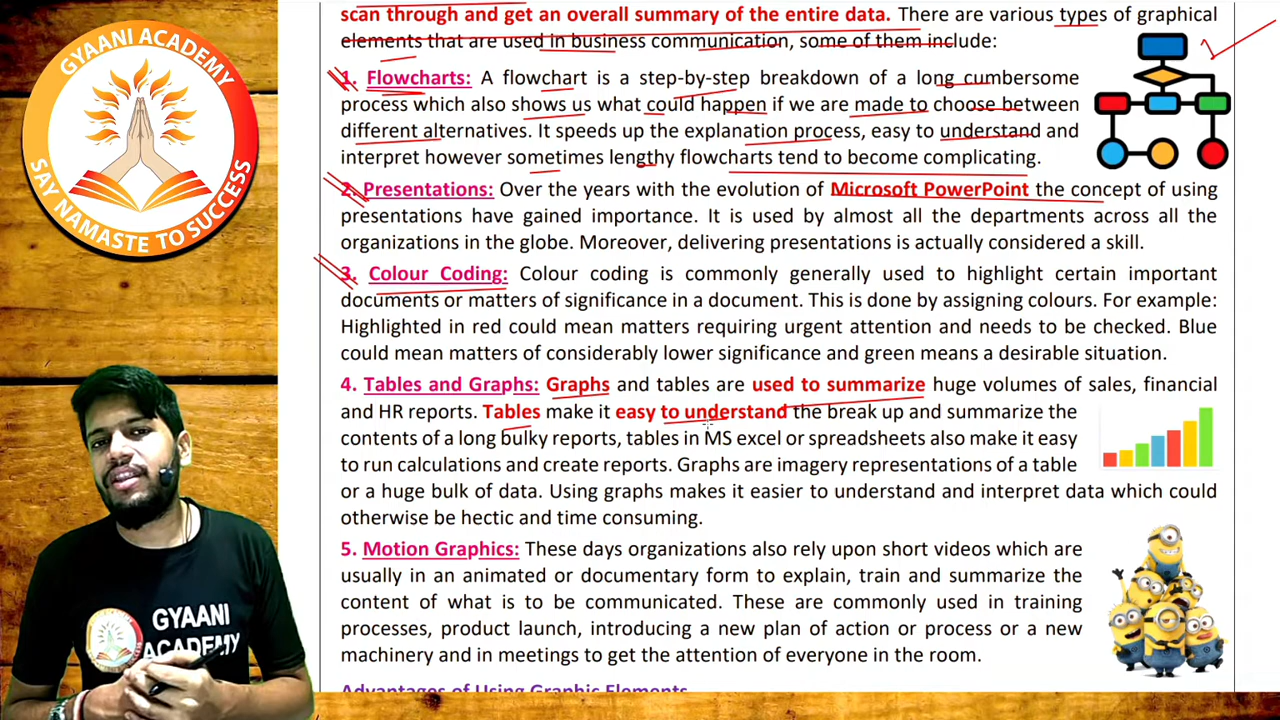 GYAANI ACADEMY
SAY NAMASTE TO SUCCESS
scan through and get an overall summary of the entire data. There are various types of graphical
elements that are used in business communication, some of them include:
1. Flowcharts: A flowchart is a step-by-step breakdown of a long cumbersome
process which also shows us what could happen if we are made to choose between
different alternatives. It speeds up the explanation process, easy to understand and
interpret however sometimes lengthy flowcharts tend to become complicating.
2. Presentations: Over the years with the evolution of Microsoft PowerPoint the concept of using
presentations have gained importance. It is used by almost all the departments across all the
organizations in the globe. Moreover, delivering presentations is actually considered a skill.
3. Colour Coding: Colour coding is commonly generally used to highlight certain important
documents or matters of significance in a document. This is done by assigning colours. For example:
Highlighted in red could mean matters requiring urgent attention and needs to be checked. Blue
could mean matters of considerably lower significance and green means a desirable situation.
4. Tables and Graphs: Graphs and tables are used to summarize huge volumes of sales, financial
and HR reports. Tables make it easy to understand the break up and summarize the
contents of a long bulky reports, tables in MS excel or spreadsheets also make it easy
to run calculations and create reports. Graphs are imagery representations of a table
or a huge bulk of data. Using graphs makes it easier to understand and interpret data which could
otherwise be hectic and time consuming.
5. Motion Graphics: These days organizations also rely upon short videos which are
usually in an animated or documentary form to explain, train and summarize the
content of what is to be communicated. These are commonly used in training
processes, product launch, introducing a new plan of action or process or a new
machinery and in meetings to get the attention of everyone in the room.
Advantages of Using Graphic Elements
GYAANI
ACADEMY